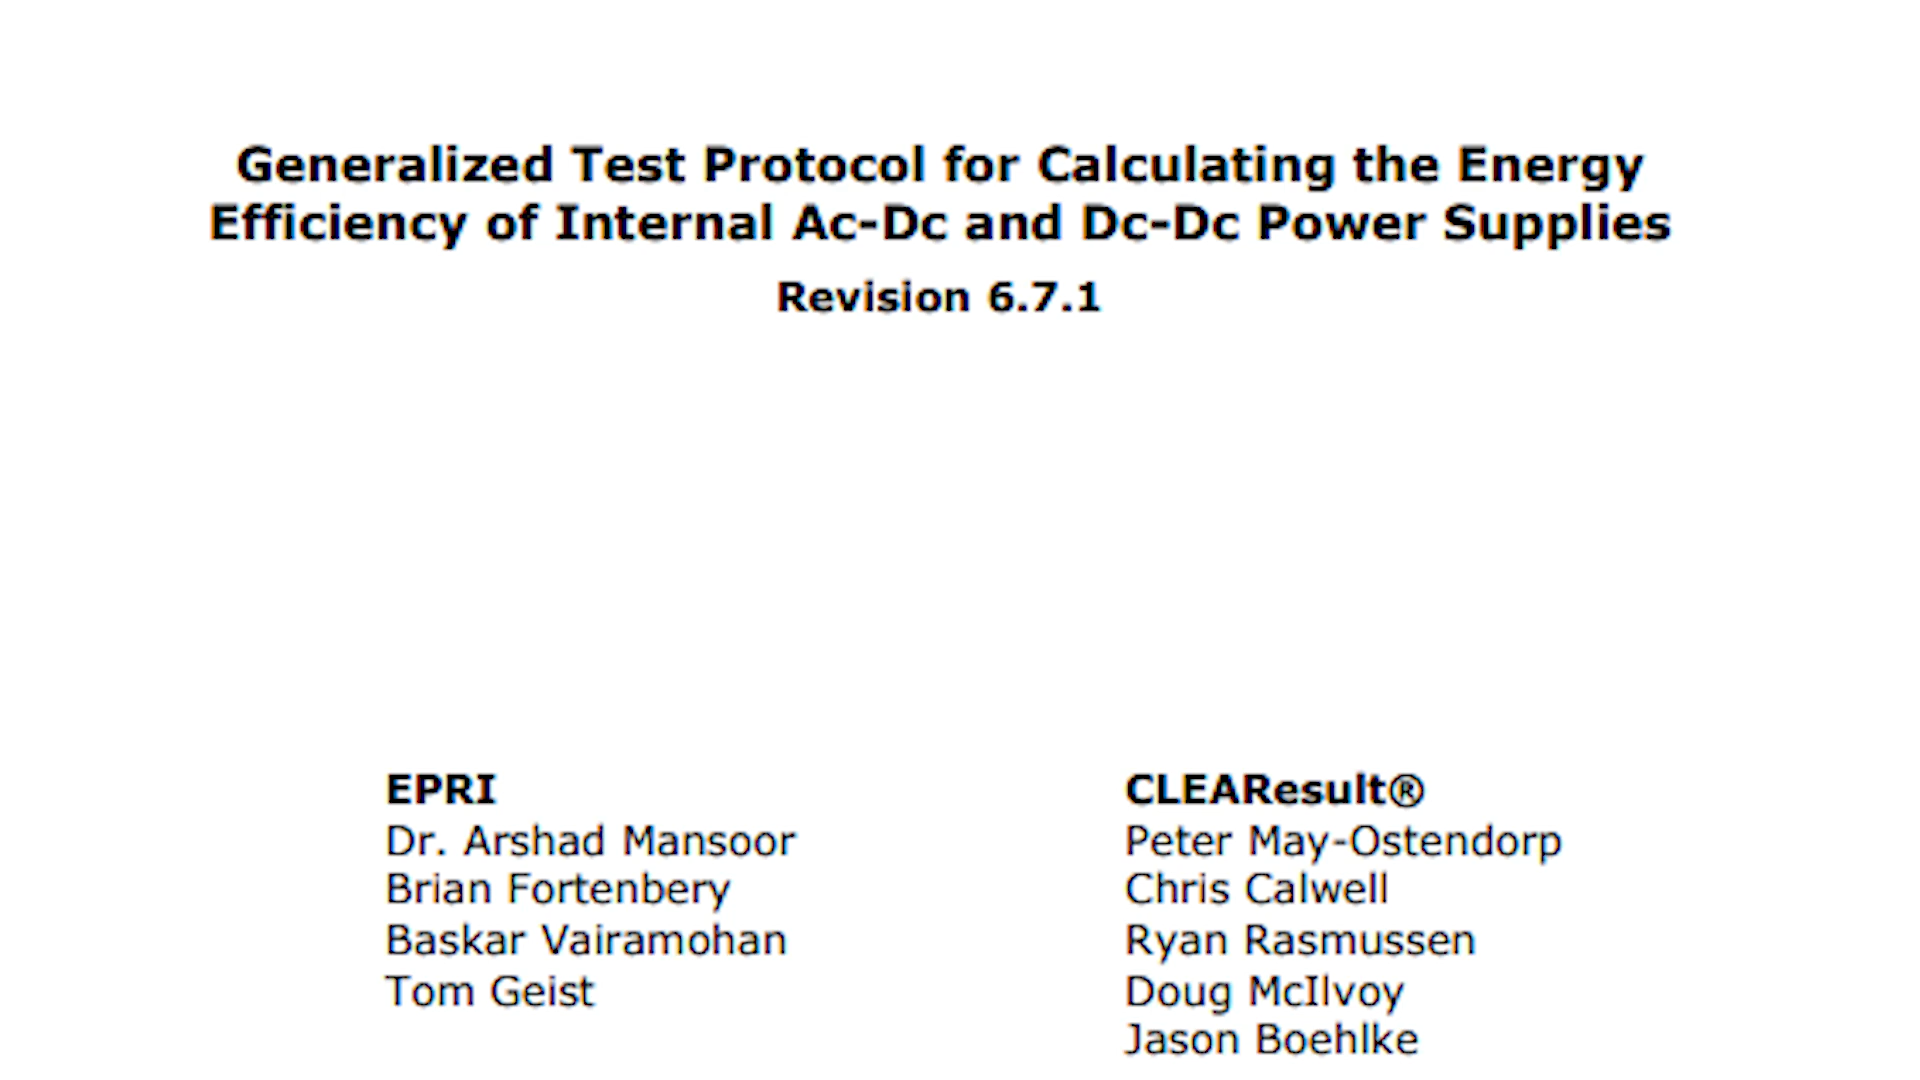 Generalized Test Protocol for Calculating the Energy
Efficiency of Internal Ac-Dc and Dc-Dc Power Supplies
Revision 6.7.1
EPRI
Dr. Arshad Mansoor
Brian Fortenbery
Baskar Vairamohan
Tom Geist
CLEAResult®
Peter May-Ostendorp
Chris Calwell
Ryan Rasmussen
Doug McIlvoy
Jason Boehlke